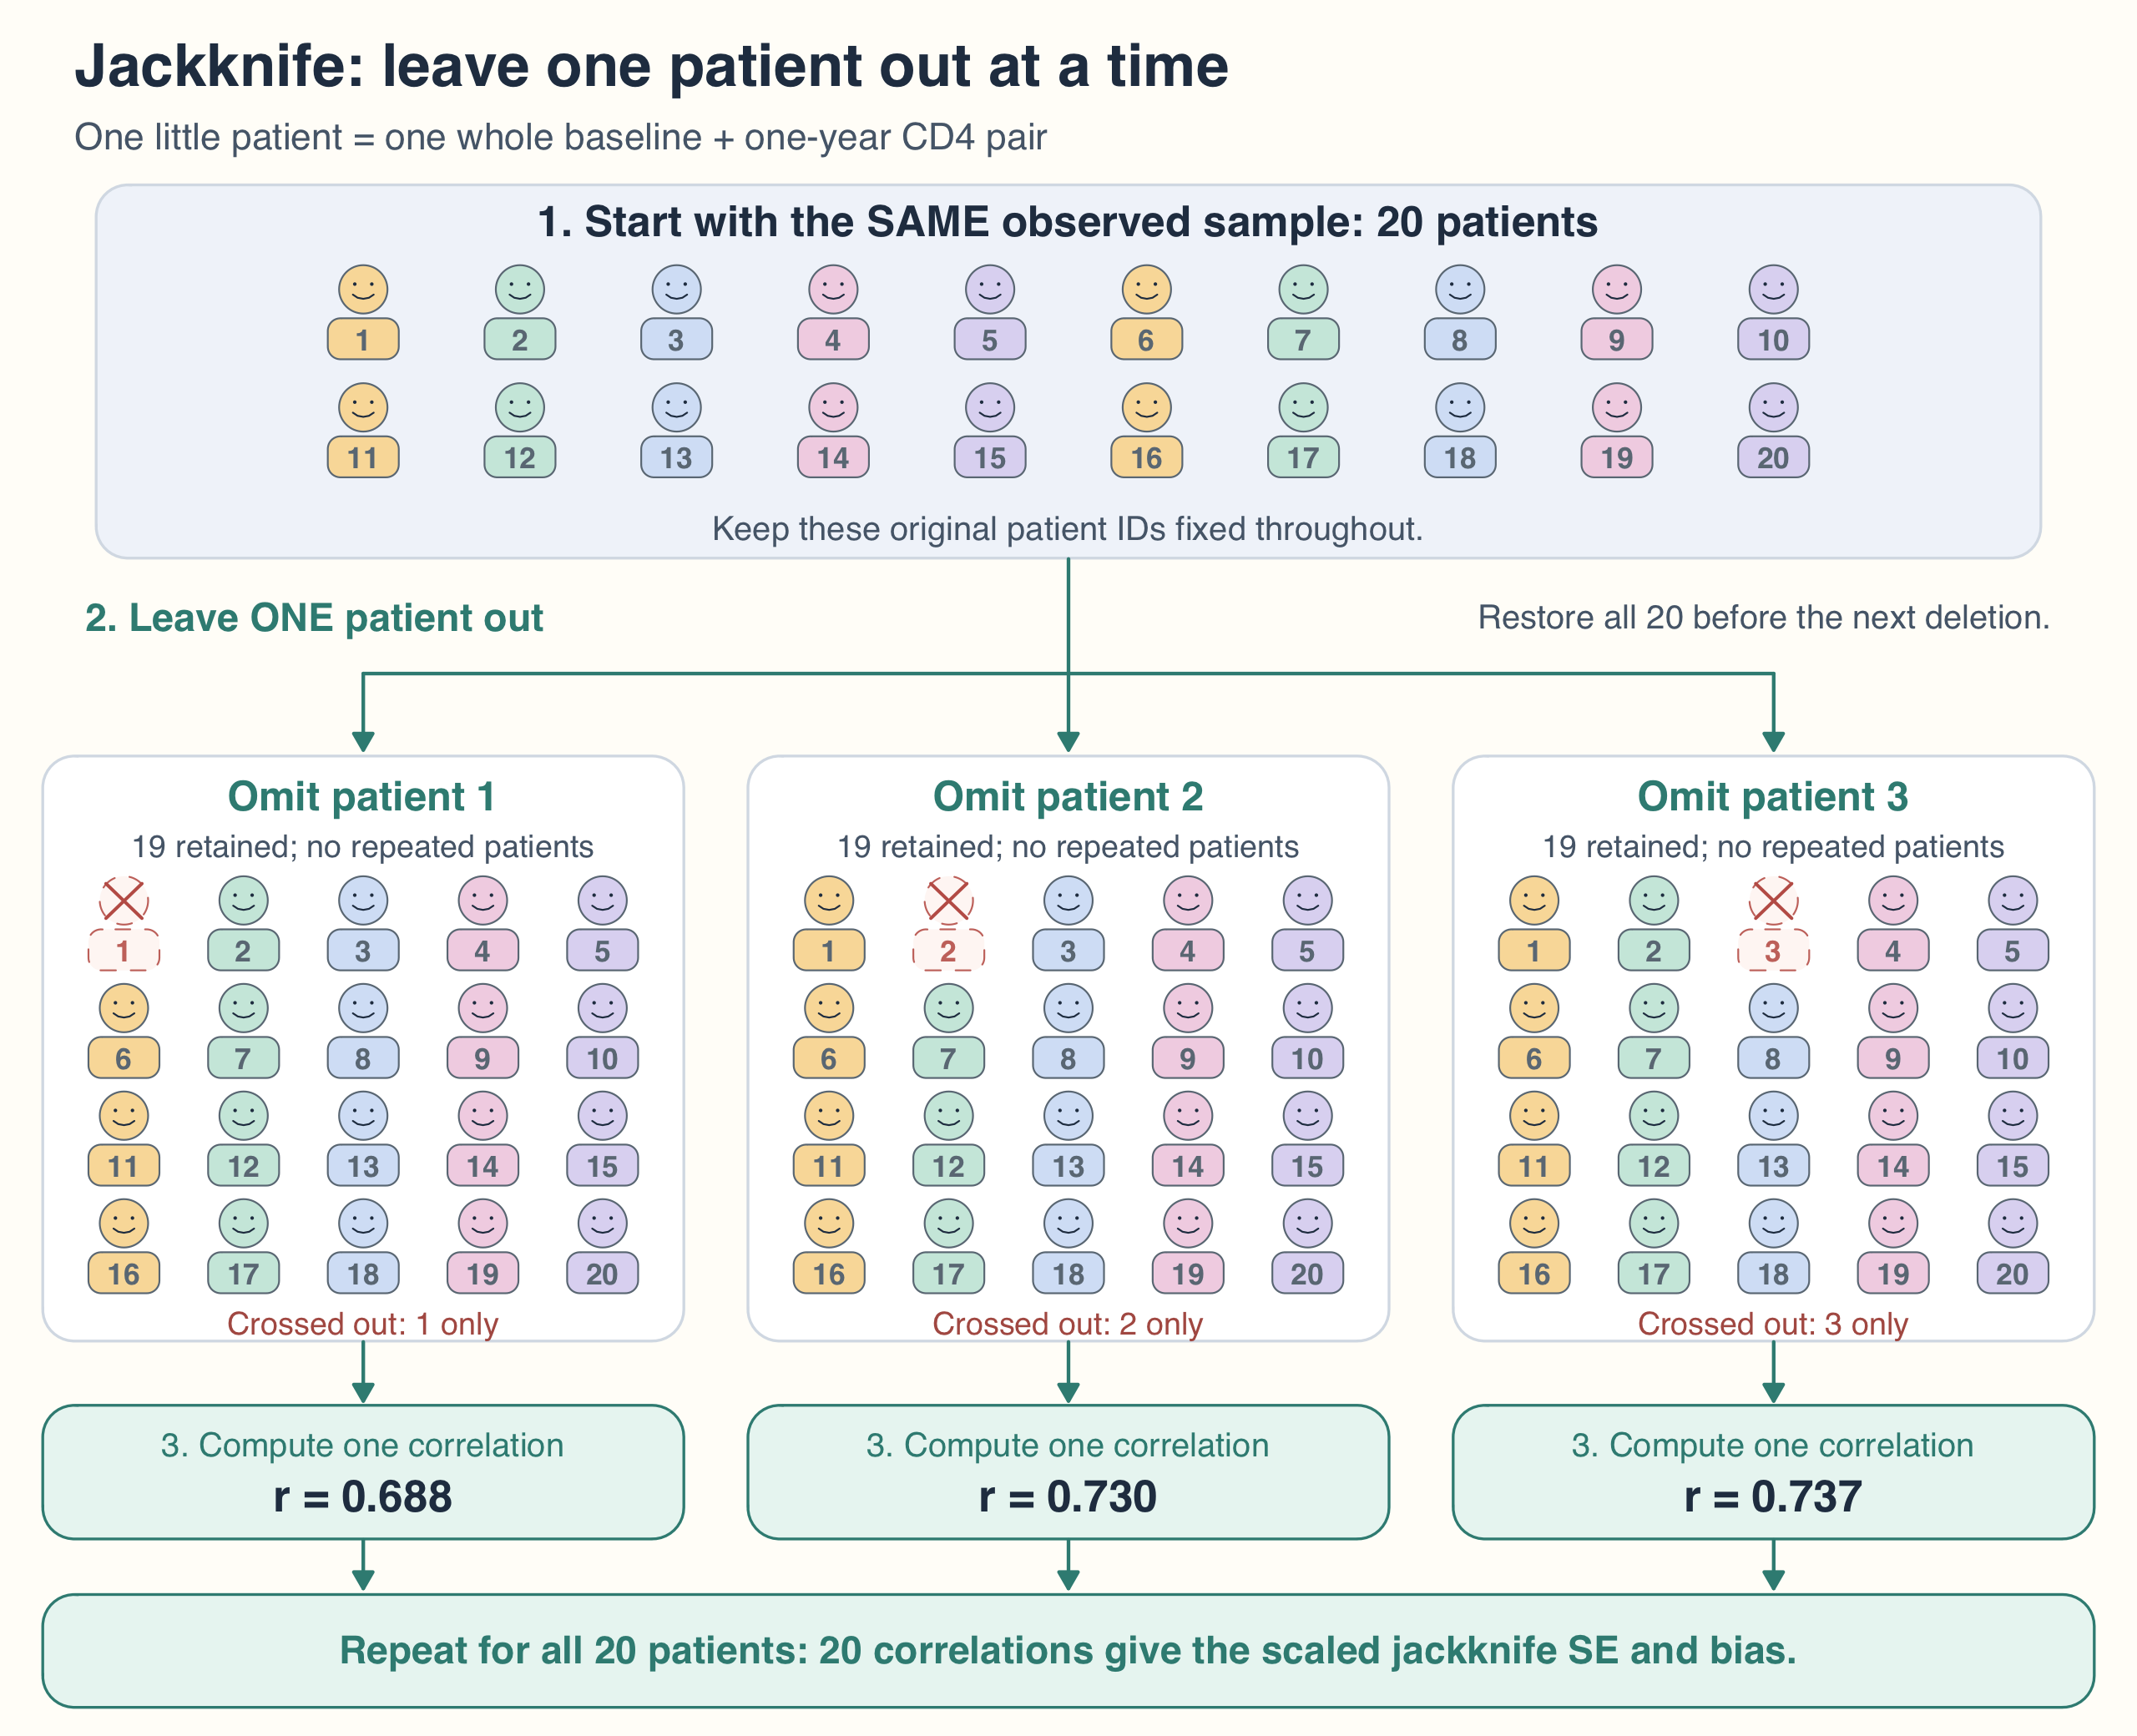 Jackknife: leave one patient out at a time
One little patient = one whole baseline + one-year CD4 pair
1. Start with the SAME observed sample: 20 patients
1 2 3 4 5 6 7 8 9 10
11 12 13 14 15 16 17 18 19 20
Keep these original patient IDs fixed throughout.
2. Leave ONE patient out
Restore all 20 before the next deletion.
Omit patient 1
19 retained; no repeated patients
1 2 3 4 5
6 7 8 9 10
11 12 13 14 15
16 17 18 19 20
Crossed out: 1 only
3. Compute one correlation
r = 0.688
Omit patient 2
19 retained; no repeated patients
1 2 3 4 5
6 7 8 9 10
11 12 13 14 15
16 17 18 19 20
Crossed out: 2 only
3. Compute one correlation
r = 0.730
Omit patient 3
19 retained; no repeated patients
1 2 3 4 5
6 7 8 9 10
11 12 13 14 15
16 17 18 19 20
Crossed out: 3 only
3. Compute one correlation
r = 0.737
Repeat for all 20 patients: 20 correlations give the scaled jackknife SE and bias.